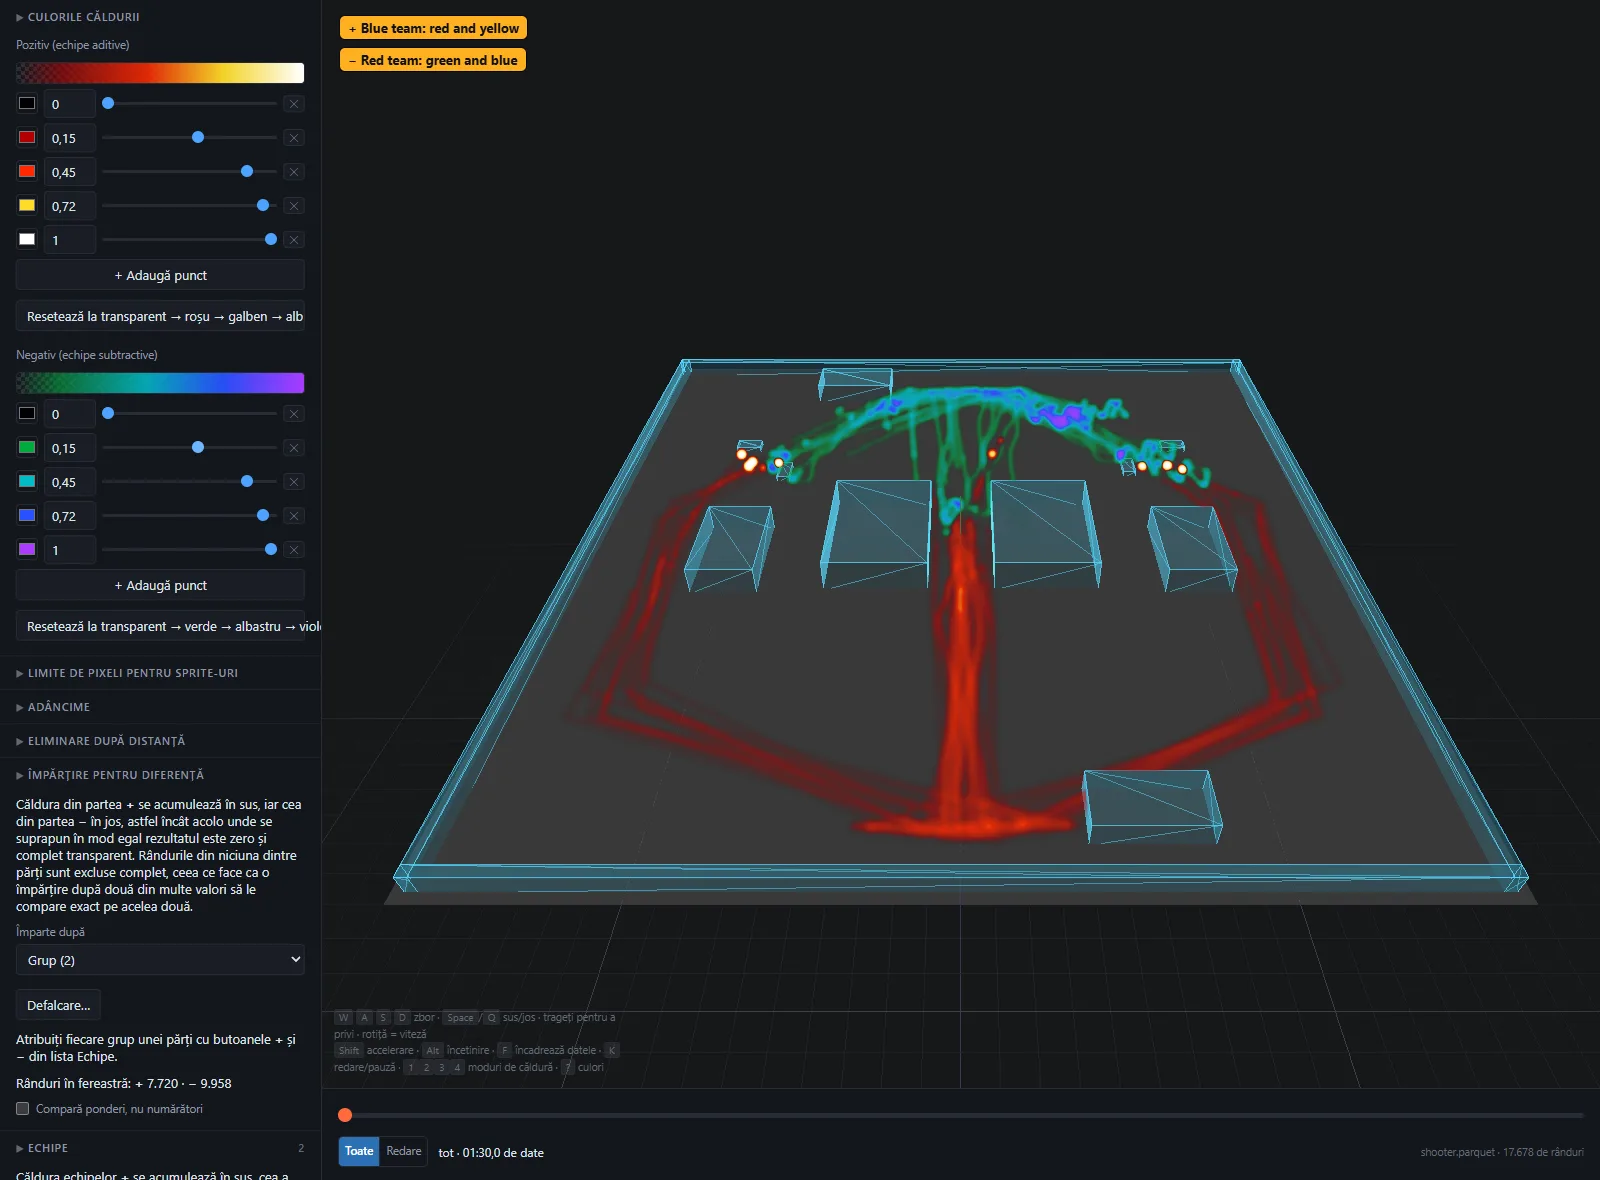 CULORILE CĂLDURII
Pozitiv (echipe aditive)
0
0,15
0,45
0,72
1
+ Adaugă punct
Resetează la transparent → roșu → galben → alb
Negativ (echipe subtractive)
0
0,15
0,45
0,72
1
+ Adaugă punct
Resetează la transparent → verde → albastru → viol
LIMITE DE PIXELI PENTRU SPRITE-URI
ADÂNCIME
ELIMINARE DUPĂ DISTANȚĂ
ÎMPĂRȚIRE PENTRU DIFERENȚĂ
Căldura din partea + se acumulează în sus, iar cea
din partea − în jos, astfel încât acolo unde se
suprapun în mod egal rezultatul este zero și
complet transparent. Rândurile din niciuna dintre
părți sunt excluse complet, ceea ce face ca o
împărțire după două din multe valori să le
compare exact pe acelea două.
Împarte după
Grup (2)
Defalcare...
Atribuiți fiecare grup unei părți cu butoanele + și
− din lista Echipe.
Rânduri în fereastră: + 7.720 · − 9.958
Compară ponderi, nu numărători
ECHIPE 2
Căldura echipelor + se acumulează în sus, cea a
+ Blue team: red and yellow
− Red team: green and blue
W A S D zbor · Space / Q sus/jos · trageți pentru a
privi · rotiță = viteză
Shift accelerare · Alt încetinire · F încadrează datele · K
redare/pauză · 1 2 3 4 moduri de căldură · ? culori
Toate Redare tot · 01:30,0 de date
shooter.parquet · 17.678 de rânduri